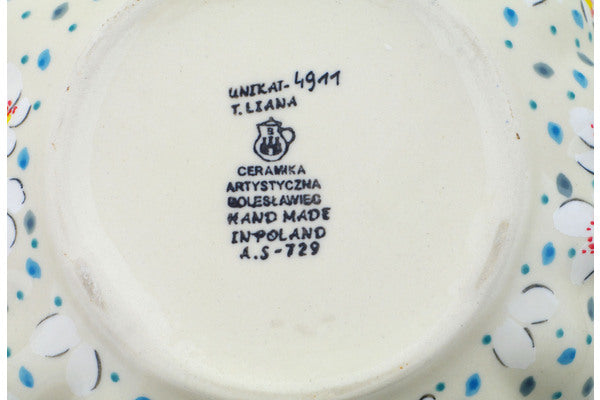 UNIKAT-4911
T. LIANA
B
CERAMIKA
ARTYSTYCZNA
BOLESŁAWIEC
HAND MADE
IN POLAND
A.S-729